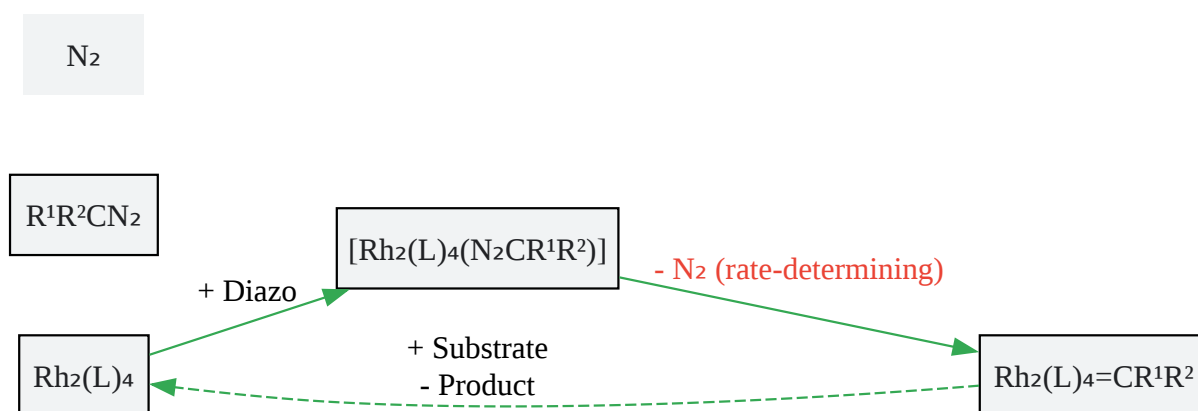 N₂
R¹R²CN₂
[Rh₂(L)₄(N₂CR¹R²)]
- N₂ (rate-determining)
+ Diazo
+ Substrate
- Product
Rh₂(L)₄
Rh₂(L)₄=CR¹R²